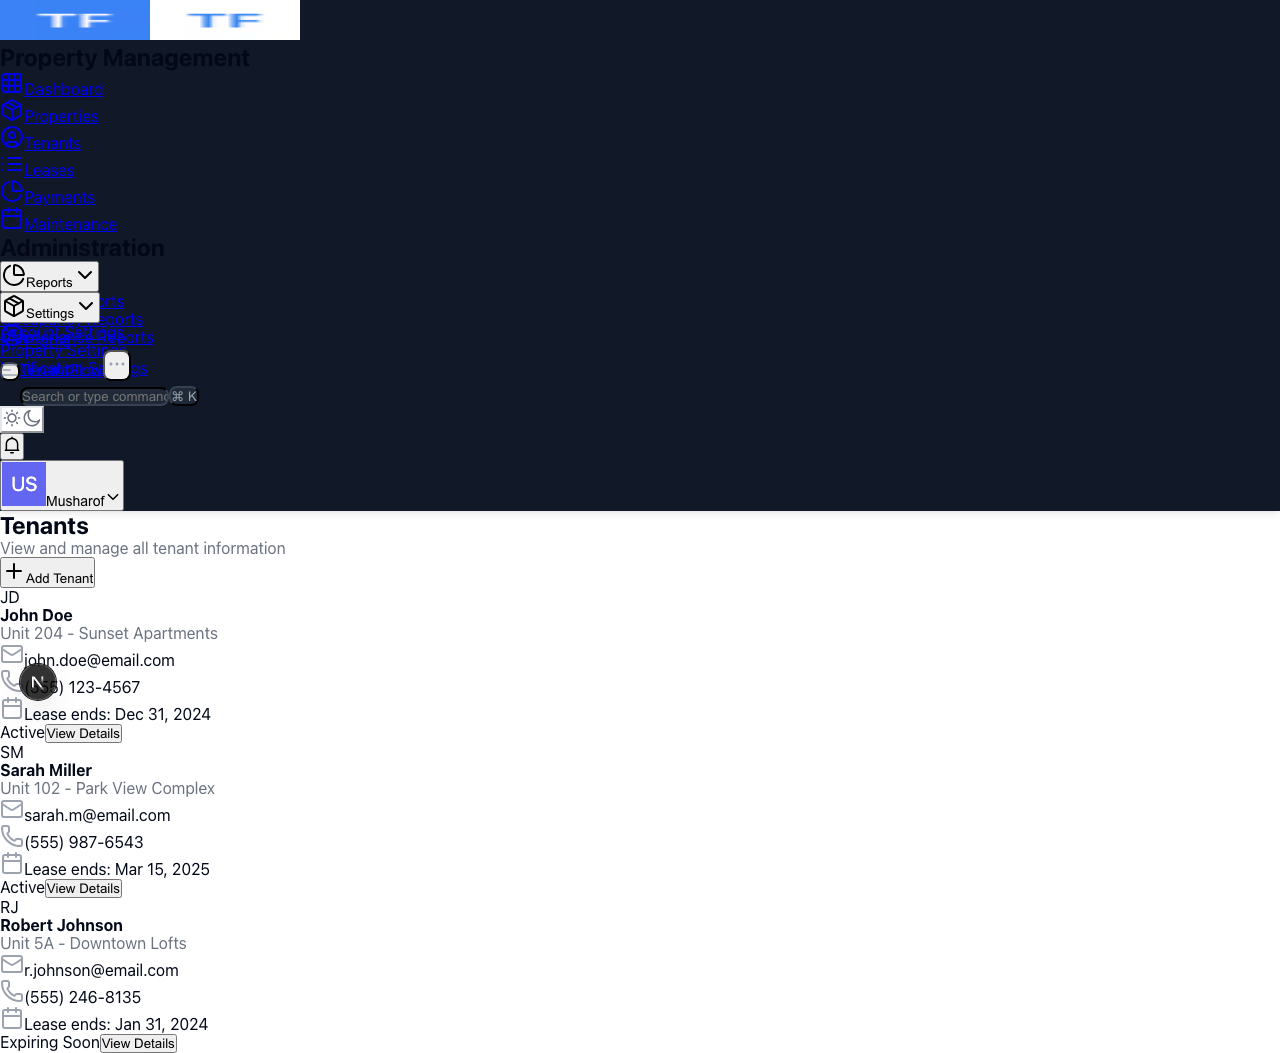 TF TF
Property Management
Dashboard
Properties
Tenants
Leases
Payments
Maintenance
Administration
Reports
Settings
Search or type command ⌘ K
US Musharof
Tenants
View and manage all tenant information
Add Tenant
JD
John Doe
Unit 204 - Sunset Apartments
john.doe@email.com
(555) 123-4567
Lease ends: Dec 31, 2024
Active View Details
SM
Sarah Miller
Unit 102 - Park View Complex
sarah.m@email.com
(555) 987-6543
Lease ends: Mar 15, 2025
Active View Details
RJ
Robert Johnson
Unit 5A - Downtown Lofts
r.johnson@email.com
(555) 246-8135
Lease ends: Jan 31, 2024
Expiring Soon View Details